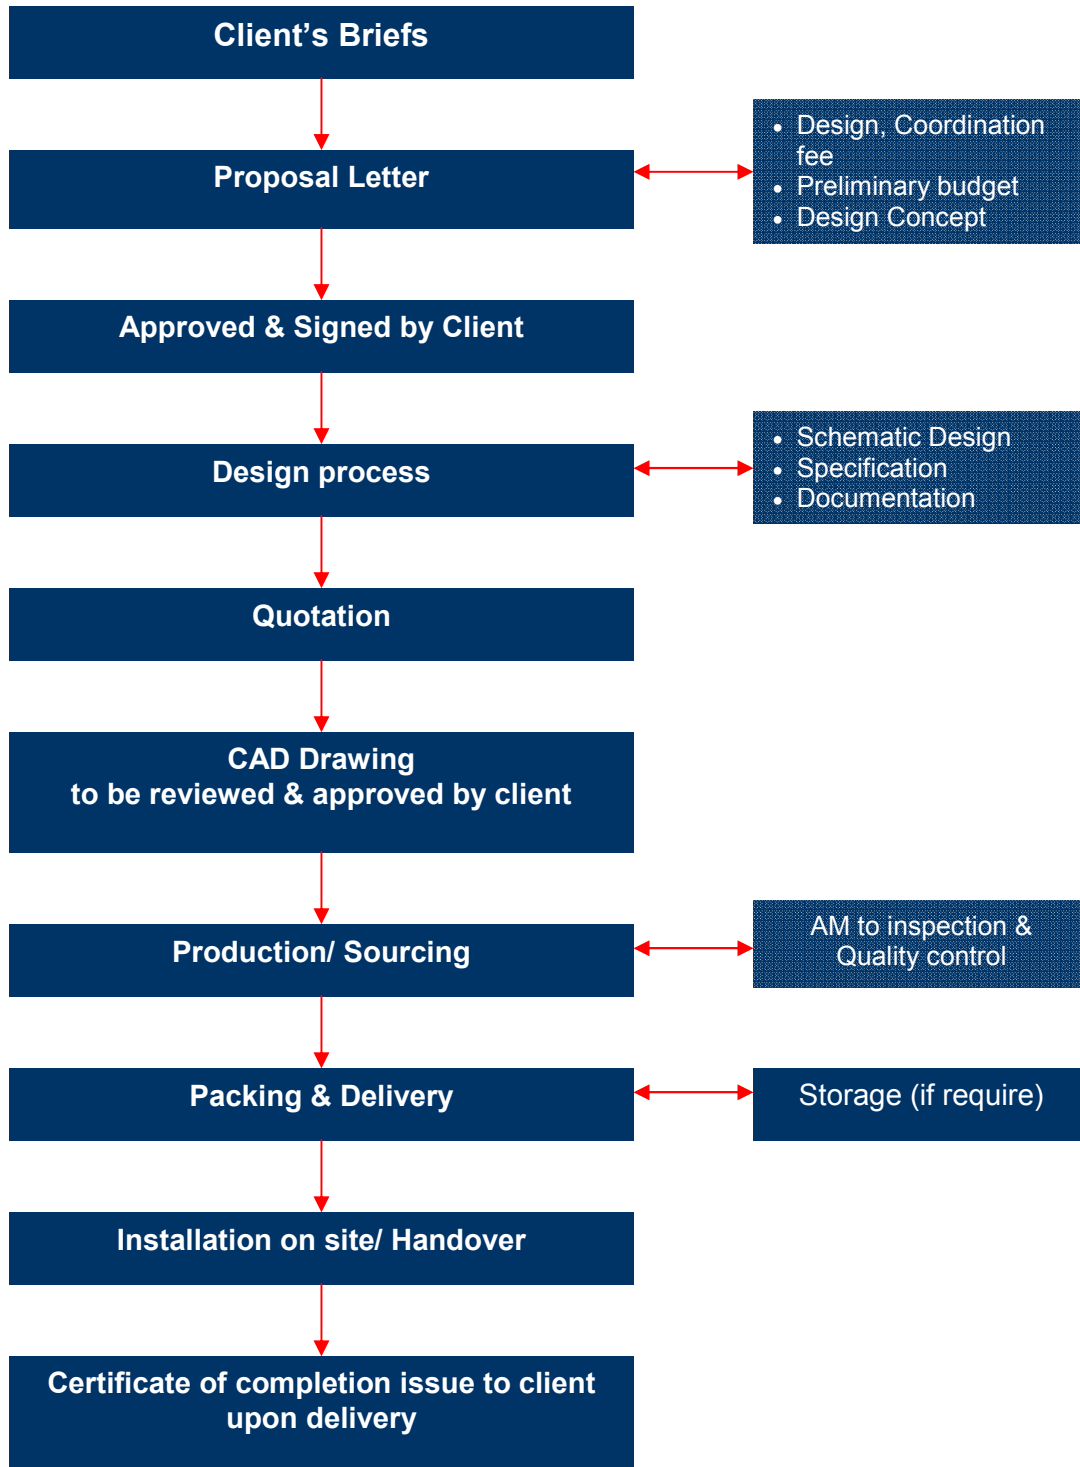 Client’s Briefs
Proposal Letter
• Design, Coordination
fee
• Preliminary budget
• Design Concept
Approved & Signed by Client
Design process
• Schematic Design
• Specification
• Documentation
Quotation
CAD Drawing
to be reviewed & approved by client
Production/ Sourcing
AM to inspection &
Quality control
Packing & Delivery
Storage (if require)
Installation on site/ Handover
Certificate of completion issue to client
upon delivery